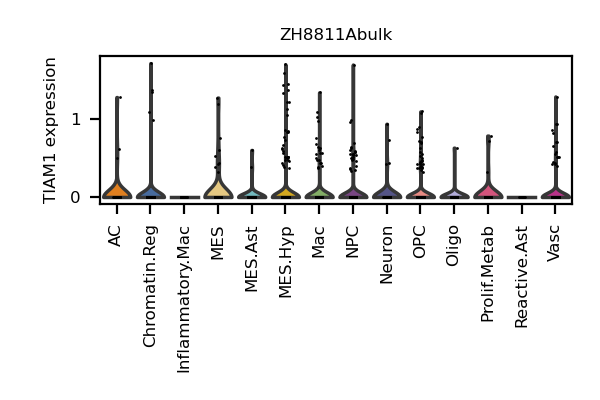 ZH8811Abulk
TIAM1 expression
1
0
AC
Chromatin.Reg
Inflammatory.Mac
MES
MES.Ast
MES.Hyp
Mac
NPC
Neuron
OPC
Oligo
Prolif.Metab
Reactive.Ast
Vasc